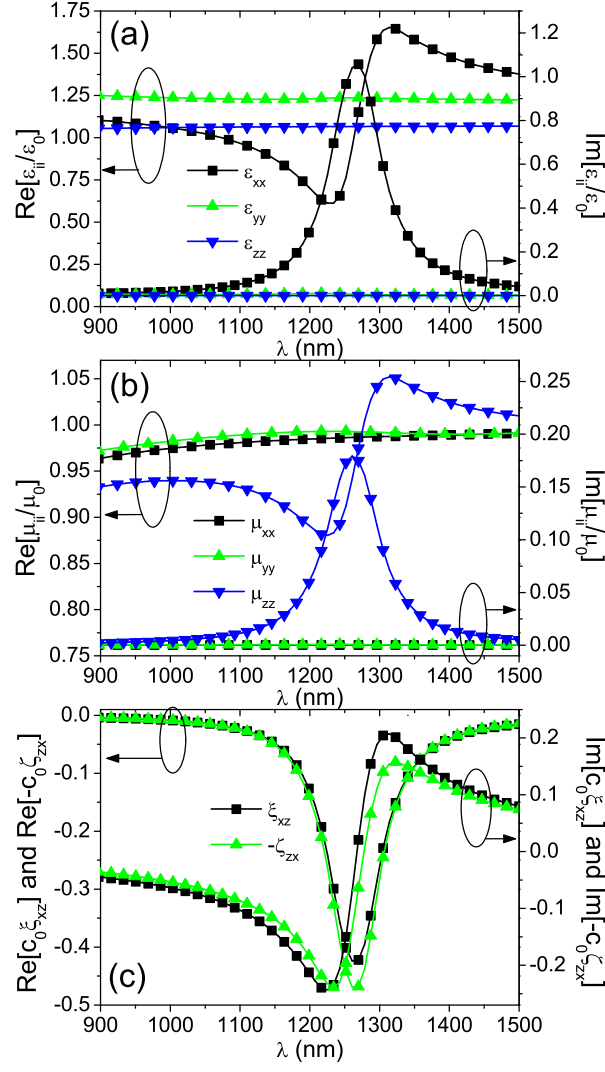 (a)
1.75
1.50
1.25
1.00
0.75
0.50
0.25
0.00
Re[ε_ii/ε_0]
1.2
1.0
0.8
0.6
0.4
0.2
0.0
Im[ε_ii/ε_0]
ε_xx
ε_yy
ε_zz
900 1000 1100 1200 1300 1400 1500
λ (nm)
(b)
1.05
1.00
0.95
0.90
0.85
0.80
0.75
Re[μ_ii/μ_0]
0.25
0.20
0.15
0.10
0.05
0.00
Im[μ_ii/μ_0]
μ_xx
μ_yy
μ_zz
900 1000 1100 1200 1300 1400 1500
λ (nm)
(c)
0.0
-0.1
-0.2
-0.3
-0.4
-0.5
Re[c_0ξ_xz] and Re[-c_0ζ_zx]
0.2
0.1
0.0
-0.1
-0.2
Im[c_0ξ_xz] and Im[-c_0ζ_zx]
ξ_xz
-ζ_zx
900 1000 1100 1200 1300 1400 1500
λ (nm)